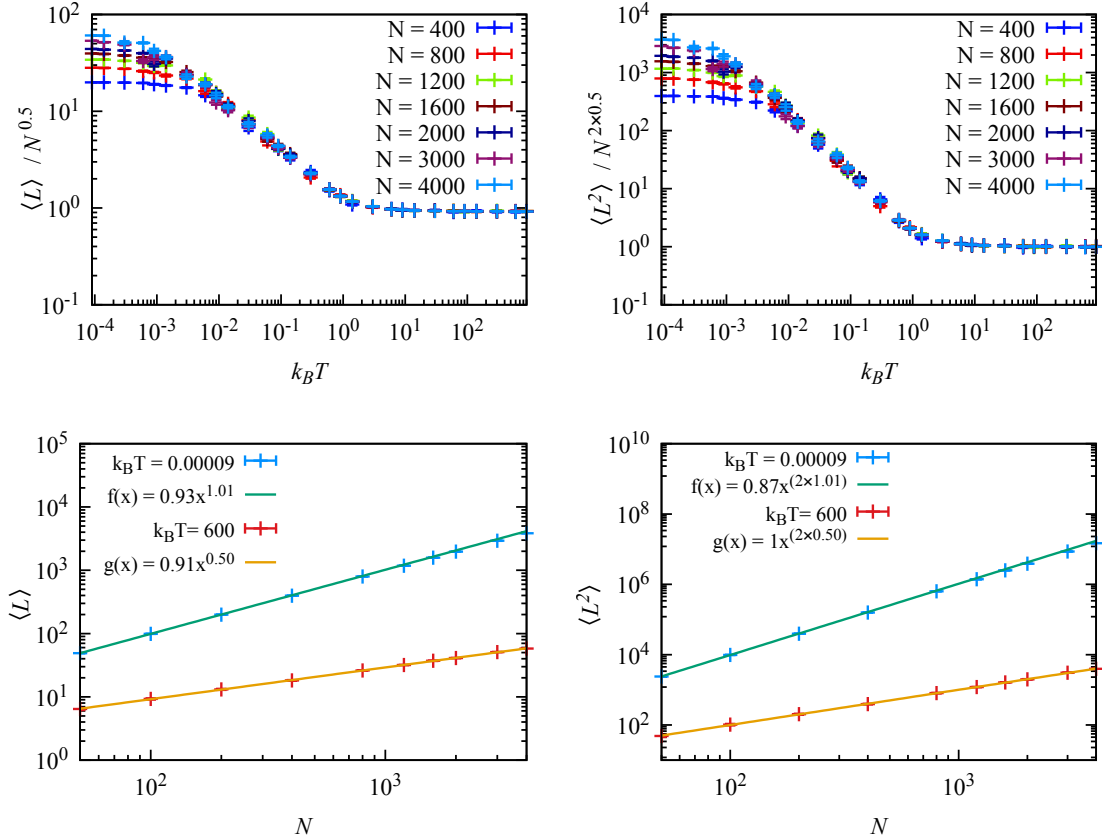 10^2
10^1
10^0
10^-1
⟨L⟩ / N^0.5
N = 400
N = 800
N = 1200
N = 1600
N = 2000
N = 3000
N = 4000
10^-4 10^-3 10^-2 10^-1 10^0 10^1 10^2
k_BT
10^4
10^3
10^2
10^1
10^0
10^-1
⟨L^2⟩ / N^2×0.5
N = 400
N = 800
N = 1200
N = 1600
N = 2000
N = 3000
N = 4000
10^-4 10^-3 10^-2 10^-1 10^0 10^1 10^2
k_BT
10^5
10^4
10^3
10^2
10^1
10^0
⟨L⟩
k_BT = 0.00009
f(x) = 0.93x^1.01
k_BT = 600
g(x) = 0.91x^0.50
10^2 10^3
N
10^10
10^8
10^6
10^4
10^2
⟨L^2⟩
k_BT = 0.00009
f(x) = 0.87x^(2×1.01)
k_BT= 600
g(x) = 1x^(2×0.50)
10^2 10^3
N